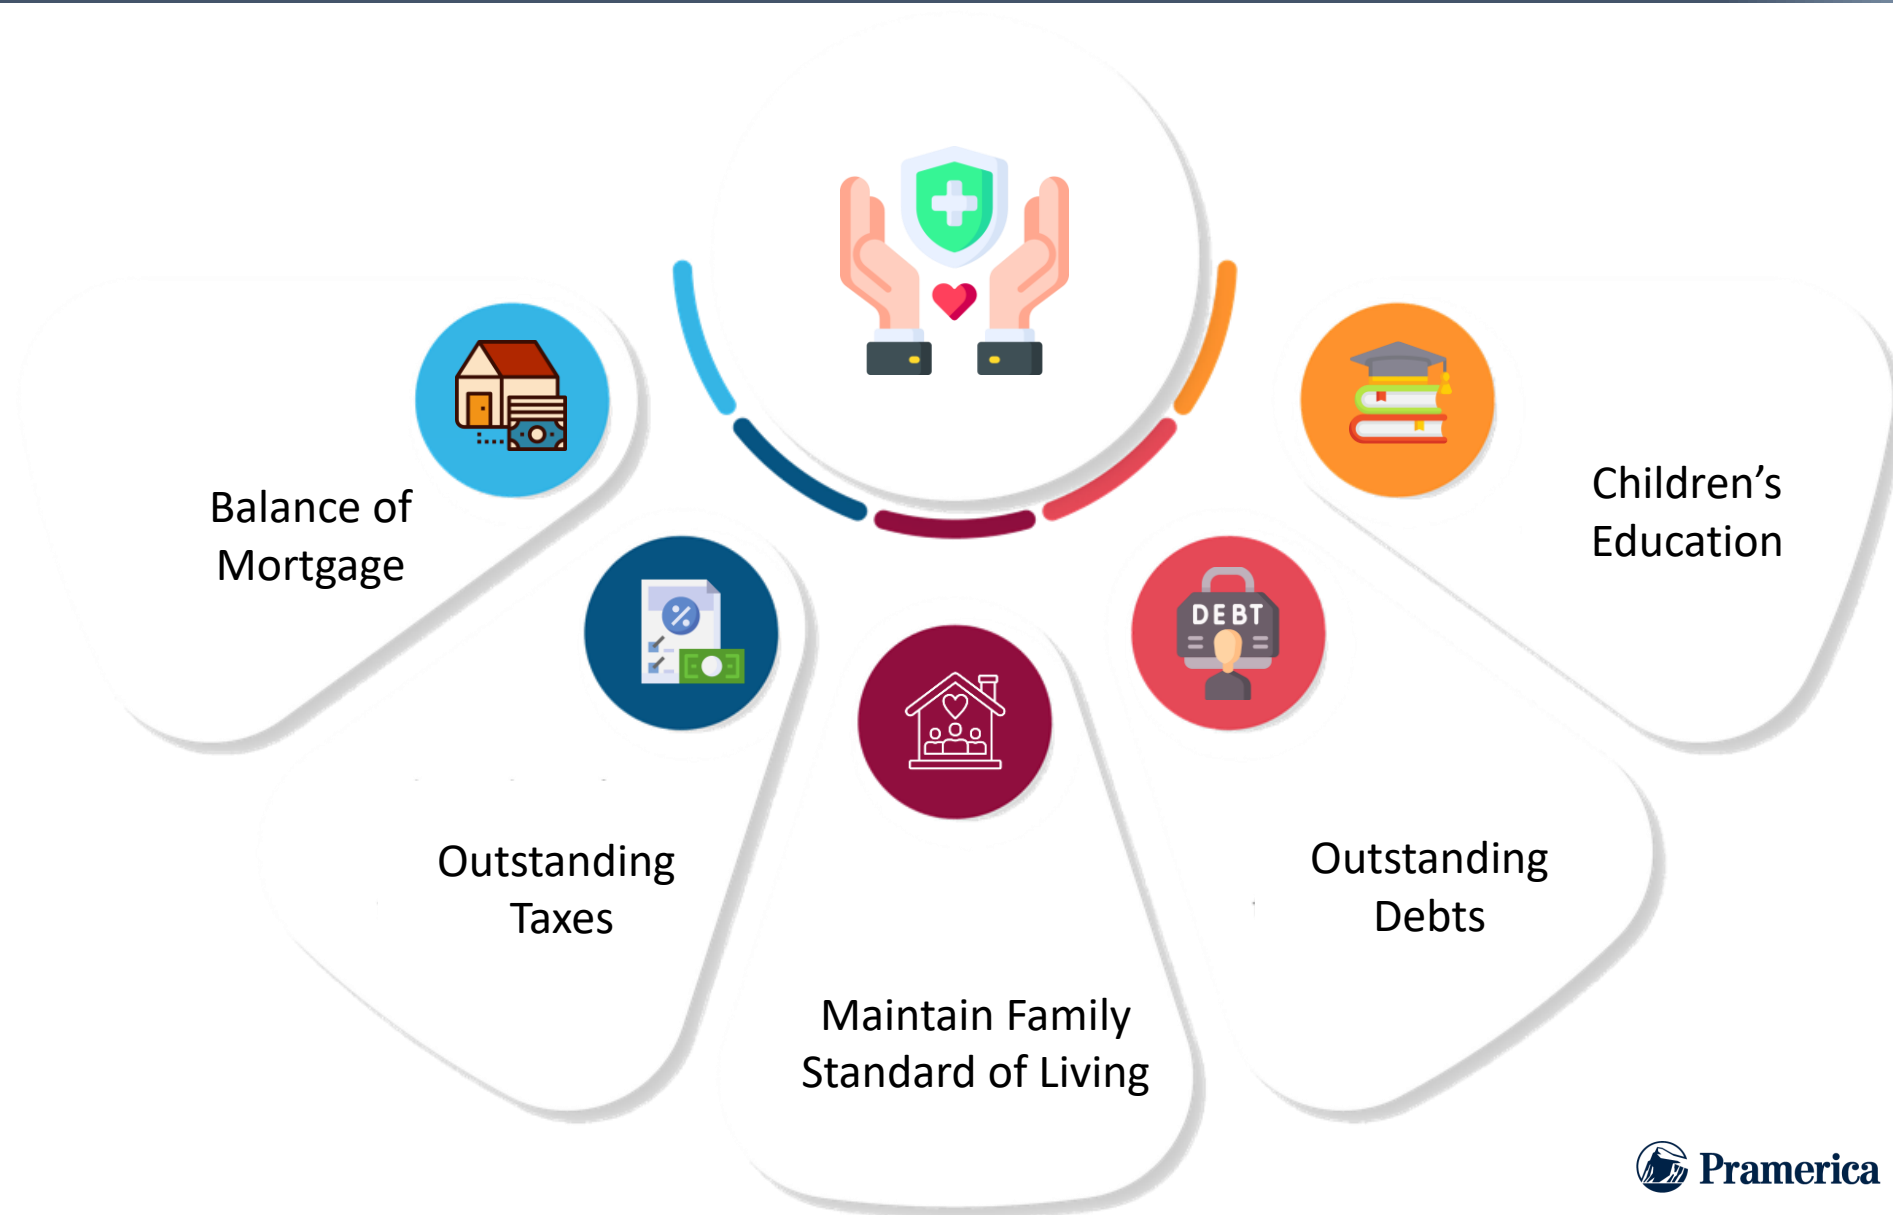 Balance of
Mortgage
Outstanding
Taxes
Maintain Family
Standard of Living
DEBT
Outstanding
Debts
Children’s
Education
Pramerica